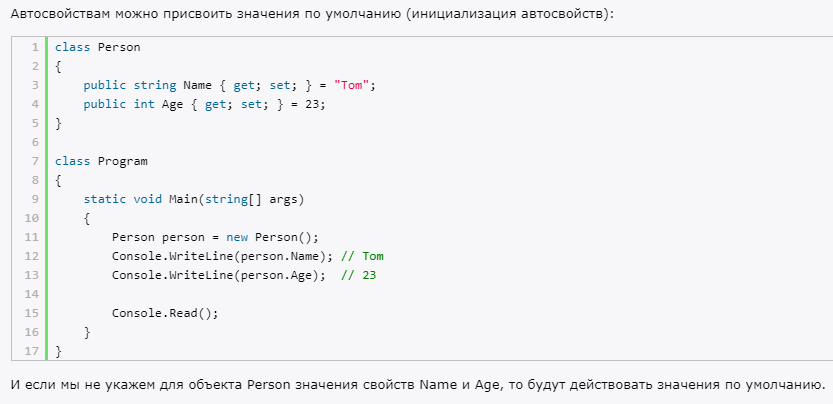 Автосвойствам можно присвоить значения по умолчанию (инициализация автосвойств):
1 class Person
2 {
3     public string Name { get; set; } = "Tom";
4     public int Age { get; set; } = 23;
5 }
6
7 class Program
8 {
9     static void Main(string[] args)
10     {
11         Person person = new Person();
12         Console.WriteLine(person.Name); // Tom
13         Console.WriteLine(person.Age);  // 23
14
15         Console.Read();
16     }
17 }
И если мы не укажем для объекта Person значения свойств Name и Age, то будут действовать значения по умолчанию.